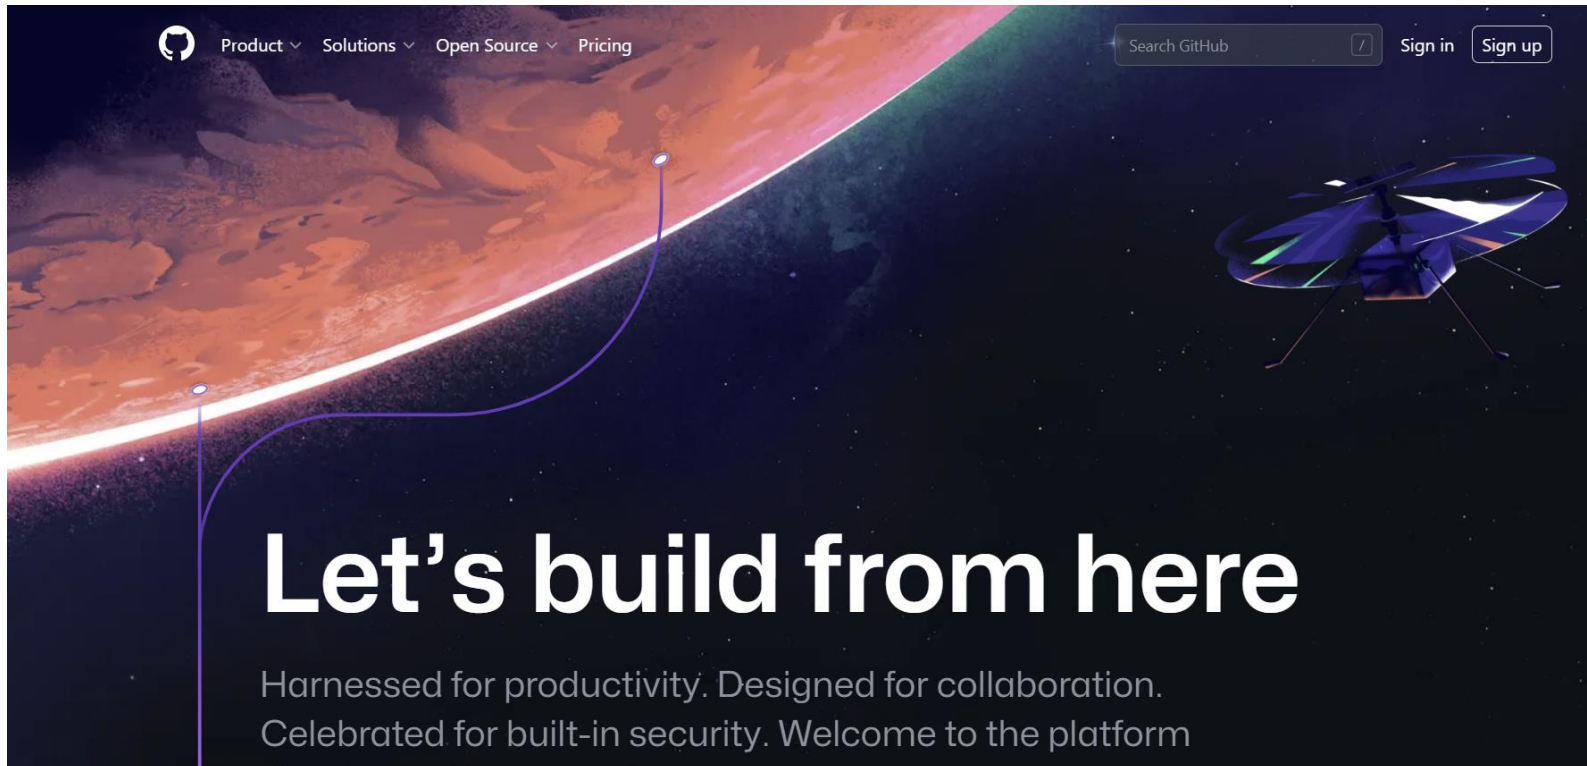 Product
Solutions
Open Source
Pricing
Search GitHub
/
Sign in
Sign up
Let’s build from here
Harnessed for productivity. Designed for collaboration.
Celebrated for built-in security. Welcome to the platform